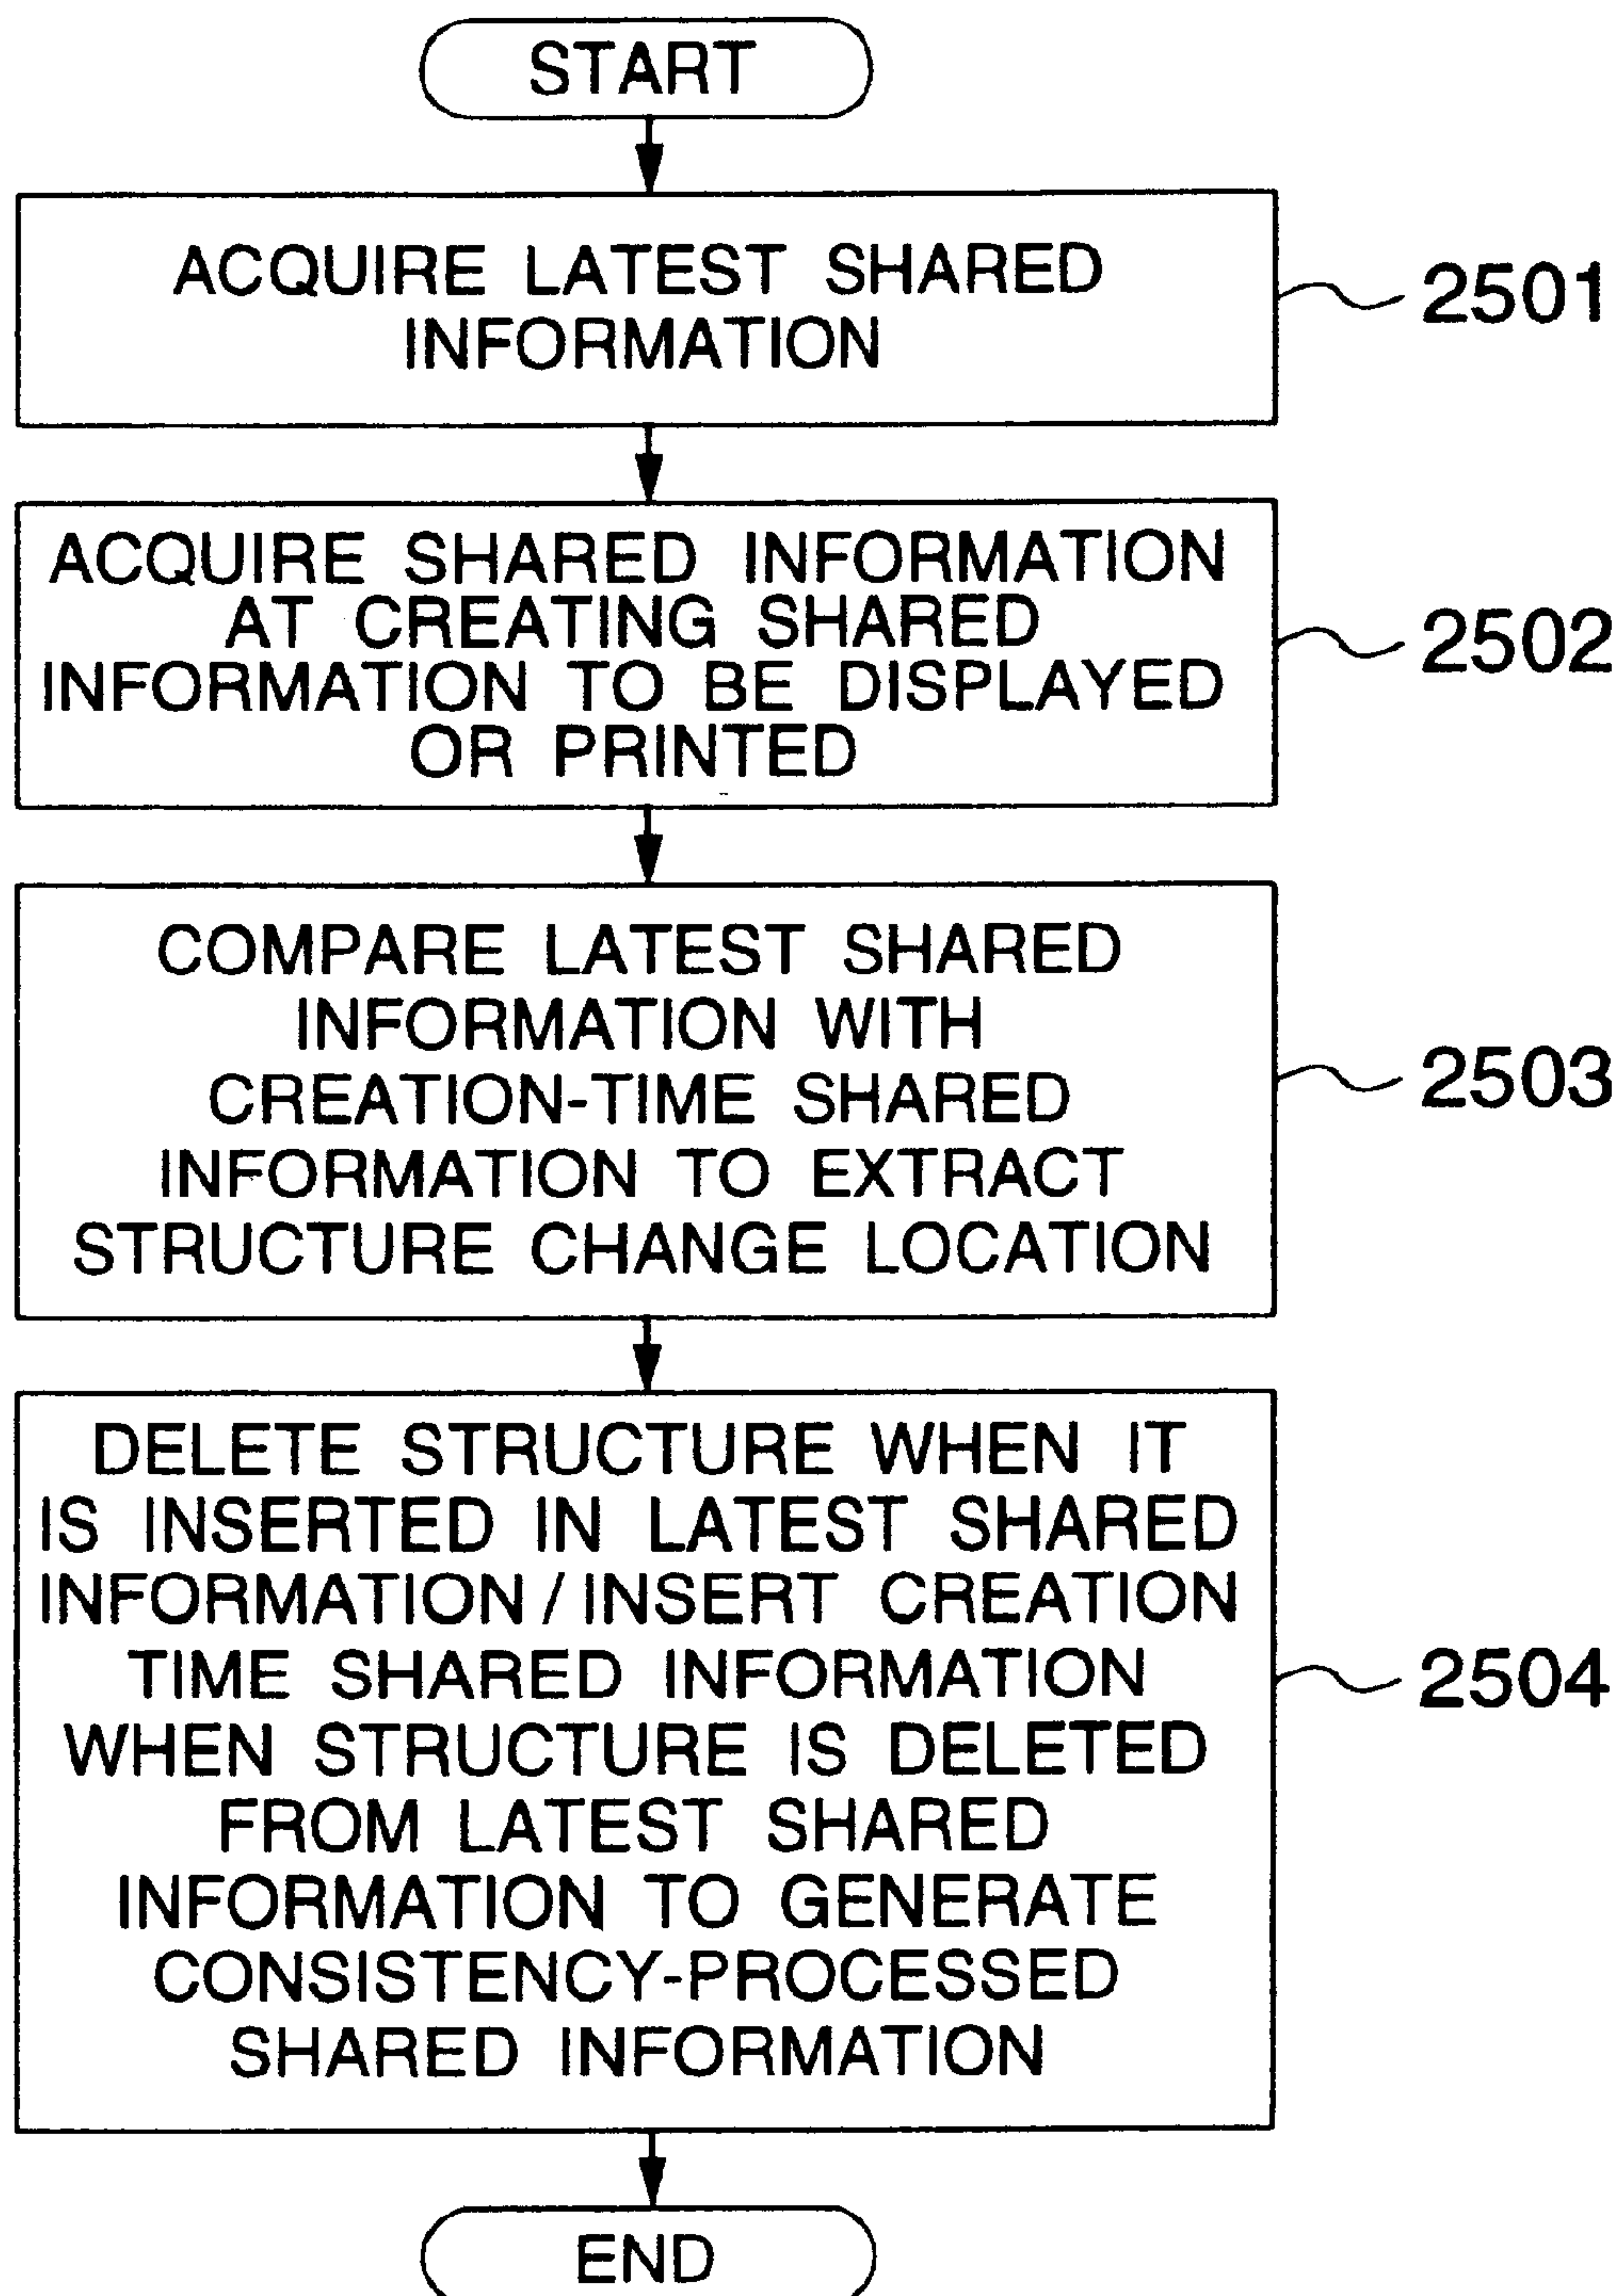 START
ACQUIRE LATEST SHARED
INFORMATION
2501
ACQUIRE SHARED INFORMATION
AT CREATING SHARED
INFORMATION TO BE DISPLAYED
OR PRINTED
2502
COMPARE LATEST SHARED
INFORMATION WITH
CREATION-TIME SHARED
INFORMATION TO EXTRACT
STRUCTURE CHANGE LOCATION
2503
DELETE STRUCTURE WHEN IT
IS INSERTED IN LATEST SHARED
INFORMATION / INSERT CREATION
TIME SHARED INFORMATION
WHEN STRUCTURE IS DELETED
FROM LATEST SHARED
INFORMATION TO GENERATE
CONSISTENCY-PROCESSED
SHARED INFORMATION
2504
END